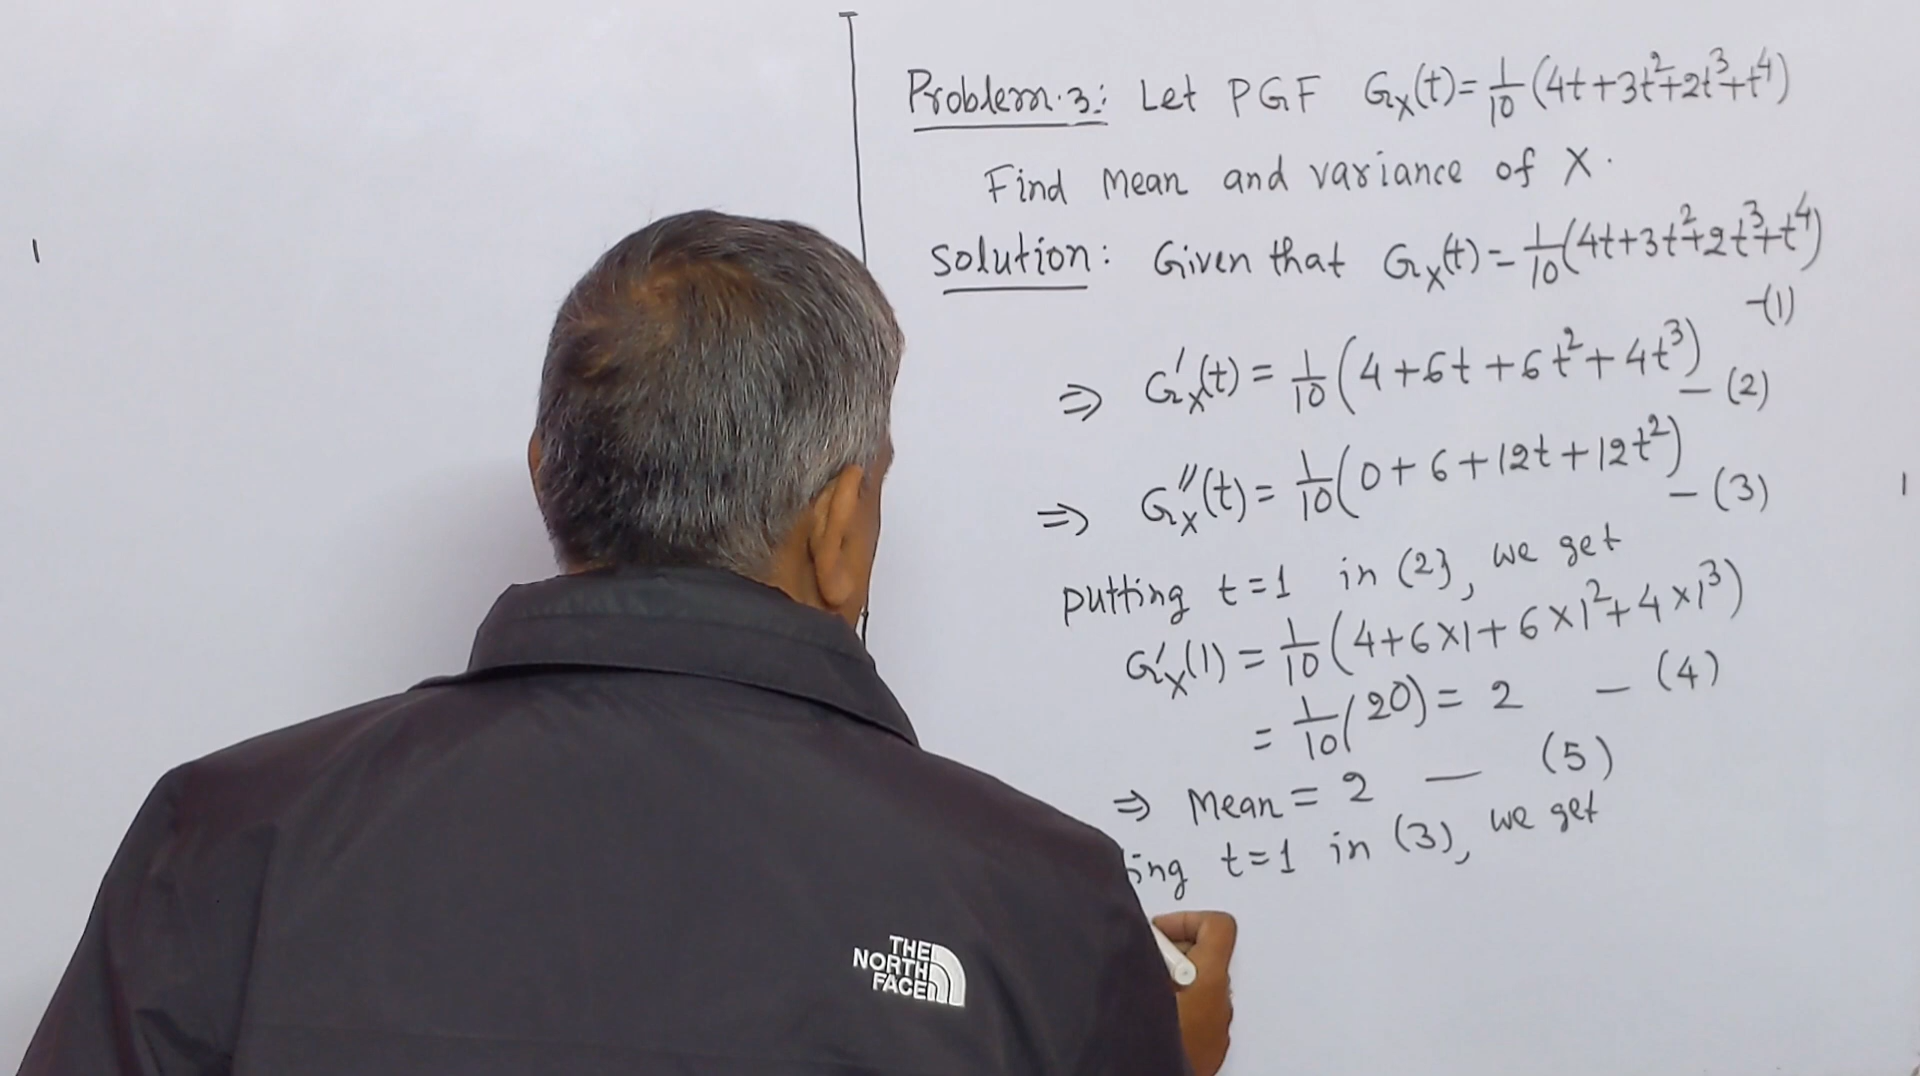 Problem.3: Let PGF Gₓ(t) = 1/10 (4t+3t²+2t³+t⁴)
Find Mean and variance of X.
Solution: Given that Gₓ(t) = 1/10 (4t+3t²+2t³+t⁴)
-(1)
⇒ G′ₓ(t) = 1/10 (4+6t+6t²+4t³) - (2)
⇒ G″ₓ(t) = 1/10 (0+6+12t+12t²) - (3)
putting t=1 in (2}, we get
G′ₓ(1) = 1/10 (4+6×1+6×1²+4×1³)
= 1/10 (20) = 2 - (4)
⇒ Mean = 2 — (5)
ing t=1 in (3), we get
THE
NORTH
FACE